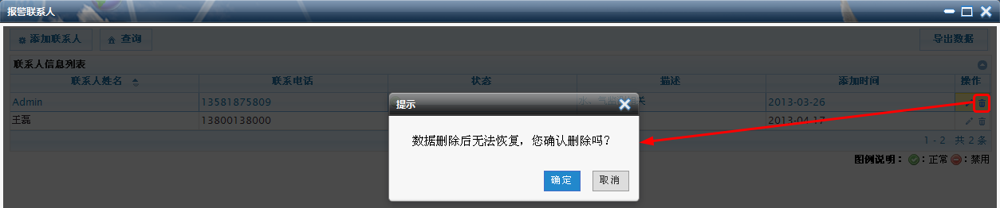 报警联系人
添加联系人 查询 导出数据
联系人信息列表
联系人姓名 联系电话 状态 描述 添加时间 操作
Admin 13581875809 水、气监 关 2013-03-26
王磊 13800138000 2013-04-17
提示
数据删除后无法恢复，您确认删除吗？
确定 取消
1 - 2 共 2 条
图例说明： ：正常 ：禁用